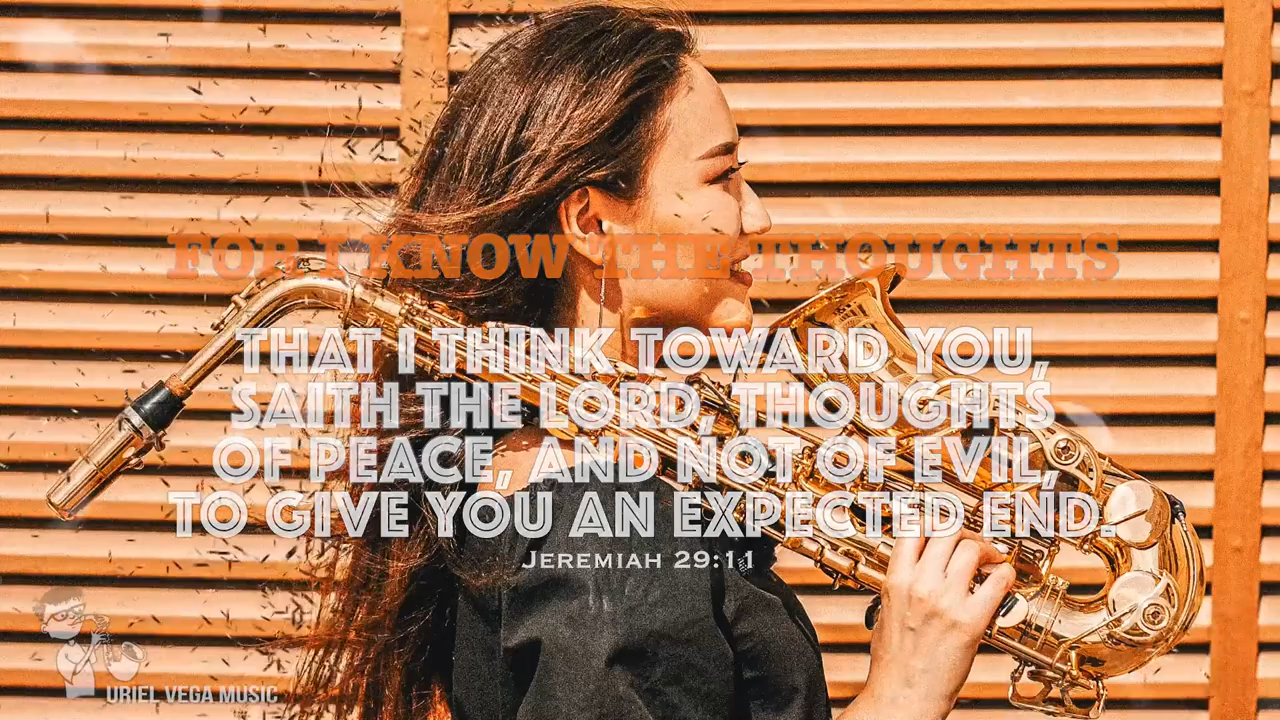 FOR I KNOW THE THOUGHTS
THAT I THINK TOWARD YOU,
SAITH THE LORD, THOUGHTS
OF PEACE, AND NOT OF EVIL,
TO GIVE YOU AN EXPECTED END.
JEREMIAH 29:11
URIEL VEGA MUSIC